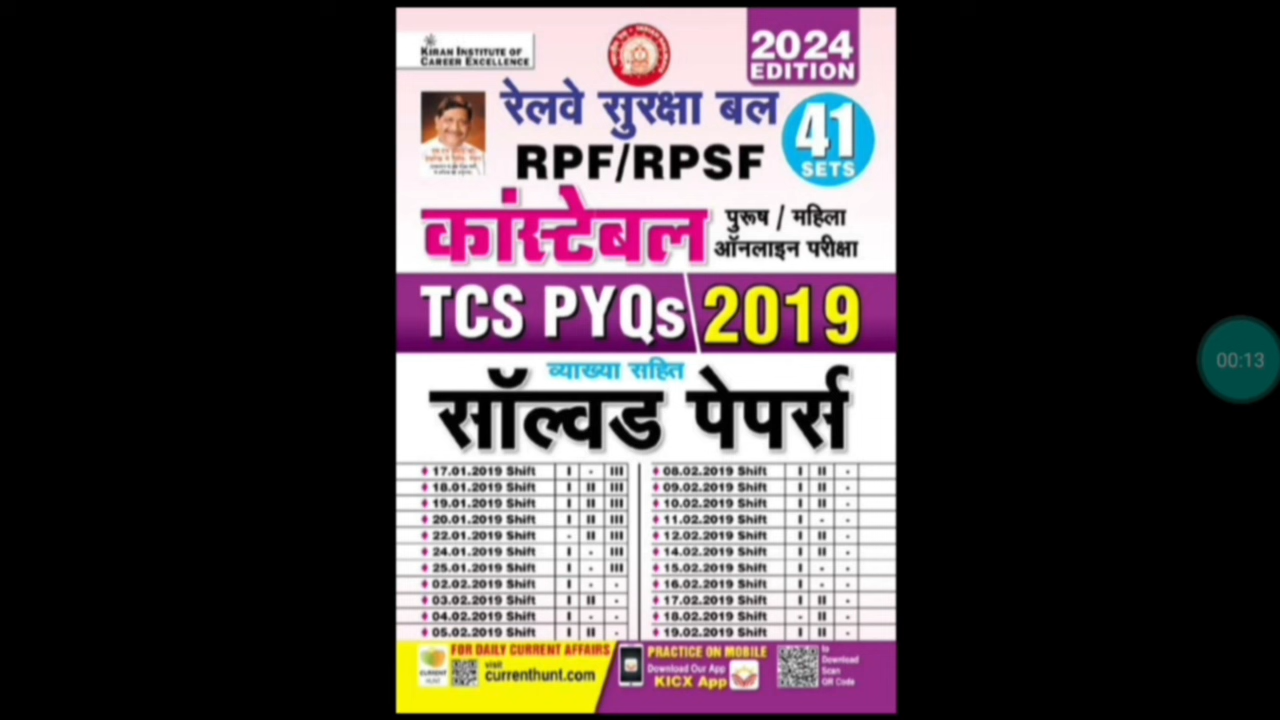 KIRAN INSTITUTE OF
CAREER EXCELLENCE
2024
EDITION
रेलवे सुरक्षा बल
41
SETS
RPF/RPSF
कांस्टेबल
पुरूष / महिला
ऑनलाइन परीक्षा
TCS PYQs 2019
व्याख्या सहित
सॉल्वड पेपर्स
17.01.2019 Shift I - III
18.01.2019 Shift I II III
19.01.2019 Shift I II III
20.01.2019 Shift I II III
22.01.2019 Shift - II III
24.01.2019 Shift I - III
25.01.2019 Shift I - III
02.02.2019 Shift I - -
03.02.2019 Shift I II -
04.02.2019 Shift I - -
05.02.2019 Shift I II -
08.02.2019 Shift I II -
09.02.2019 Shift I II -
10.02.2019 Shift I II -
11.02.2019 Shift I - -
12.02.2019 Shift I II -
14.02.2019 Shift I II -
15.02.2019 Shift I - -
16.02.2019 Shift I - -
17.02.2019 Shift I II -
18.02.2019 Shift - II -
19.02.2019 Shift I II -
FOR DAILY CURRENT AFFAIRS
CURRENT
HUNT
visit
currenthunt.com
PRACTICE ON MOBILE
Download Our App
KICX App
to
Download
Scan
QR Code
00:13